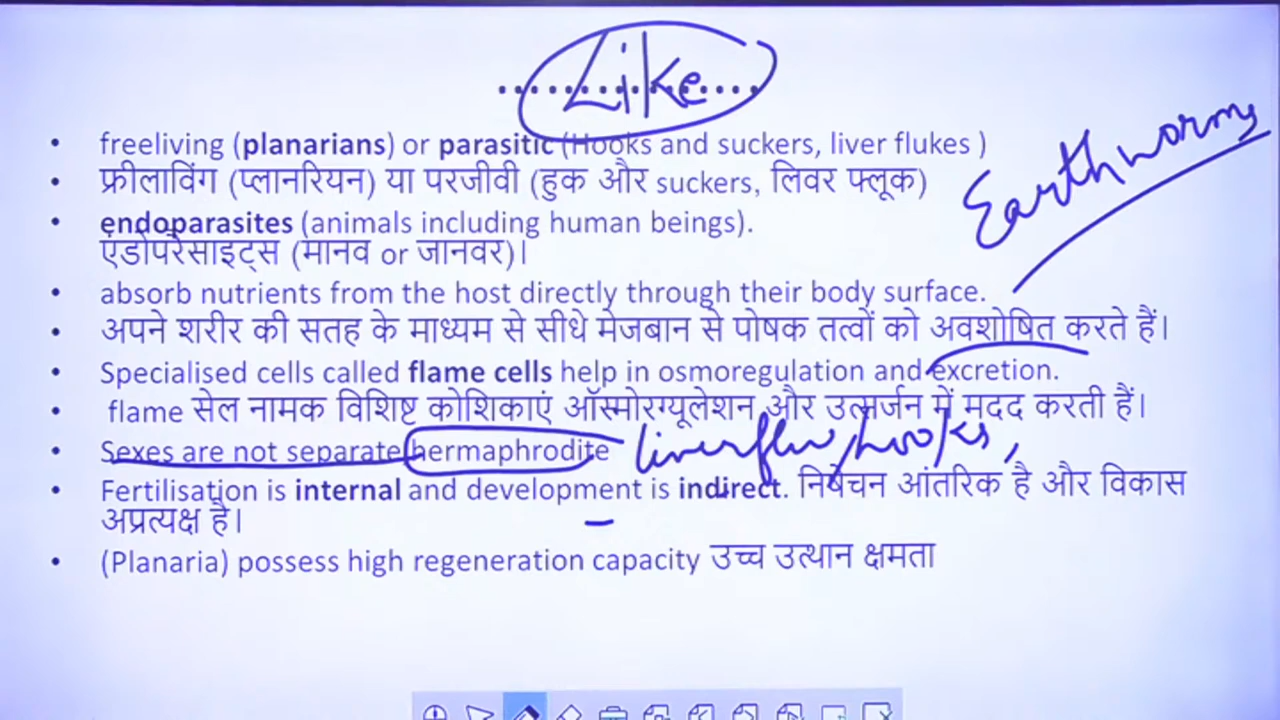 Like
• freeliving (planarians) or parasitic (Hooks and suckers, liver flukes )
Earthworms
• फ्रीलाविंग (प्लानरियन) या परजीवी (हुक और suckers, लिवर फ्लूक)
• endoparasites (animals including human beings).
एंडोपरेसाइट्स (मानव or जानवर)।
• absorb nutrients from the host directly through their body surface.
• अपने शरीर की सतह के माध्यम से सीधे मेजबान से पोषक तत्वों को अवशोषित करते हैं।
• Specialised cells called flame cells help in osmoregulation and excretion.
• flame सेल नामक विशिष्ट कोशिकाएं ऑस्मोरग्यूलेशन और उत्सर्जन में मदद करती हैं।
• Sexes are not separate hermaphrodite liverflu, hooks,
• Fertilisation is internal and development is indirect. निषेचन आंतरिक है और विकास
अप्रत्यक्ष है।
• (Planaria) possess high regeneration capacity उच्च उत्थान क्षमता